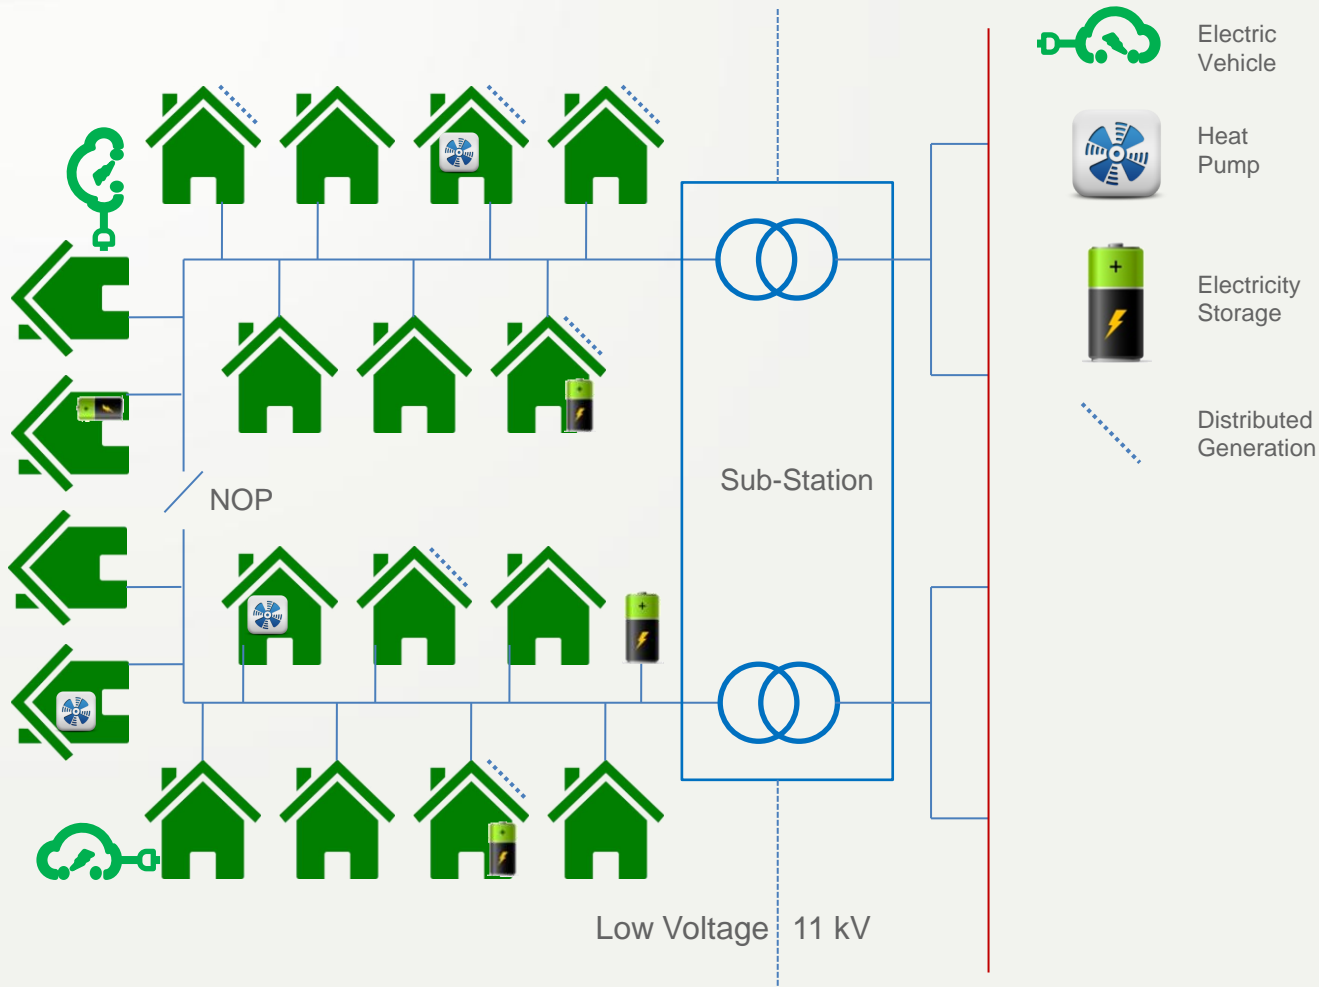 Electric
Vehicle
Heat
Pump
Electricity
Storage
Distributed
Generation
Sub-Station
NOP
Low Voltage
11 kV